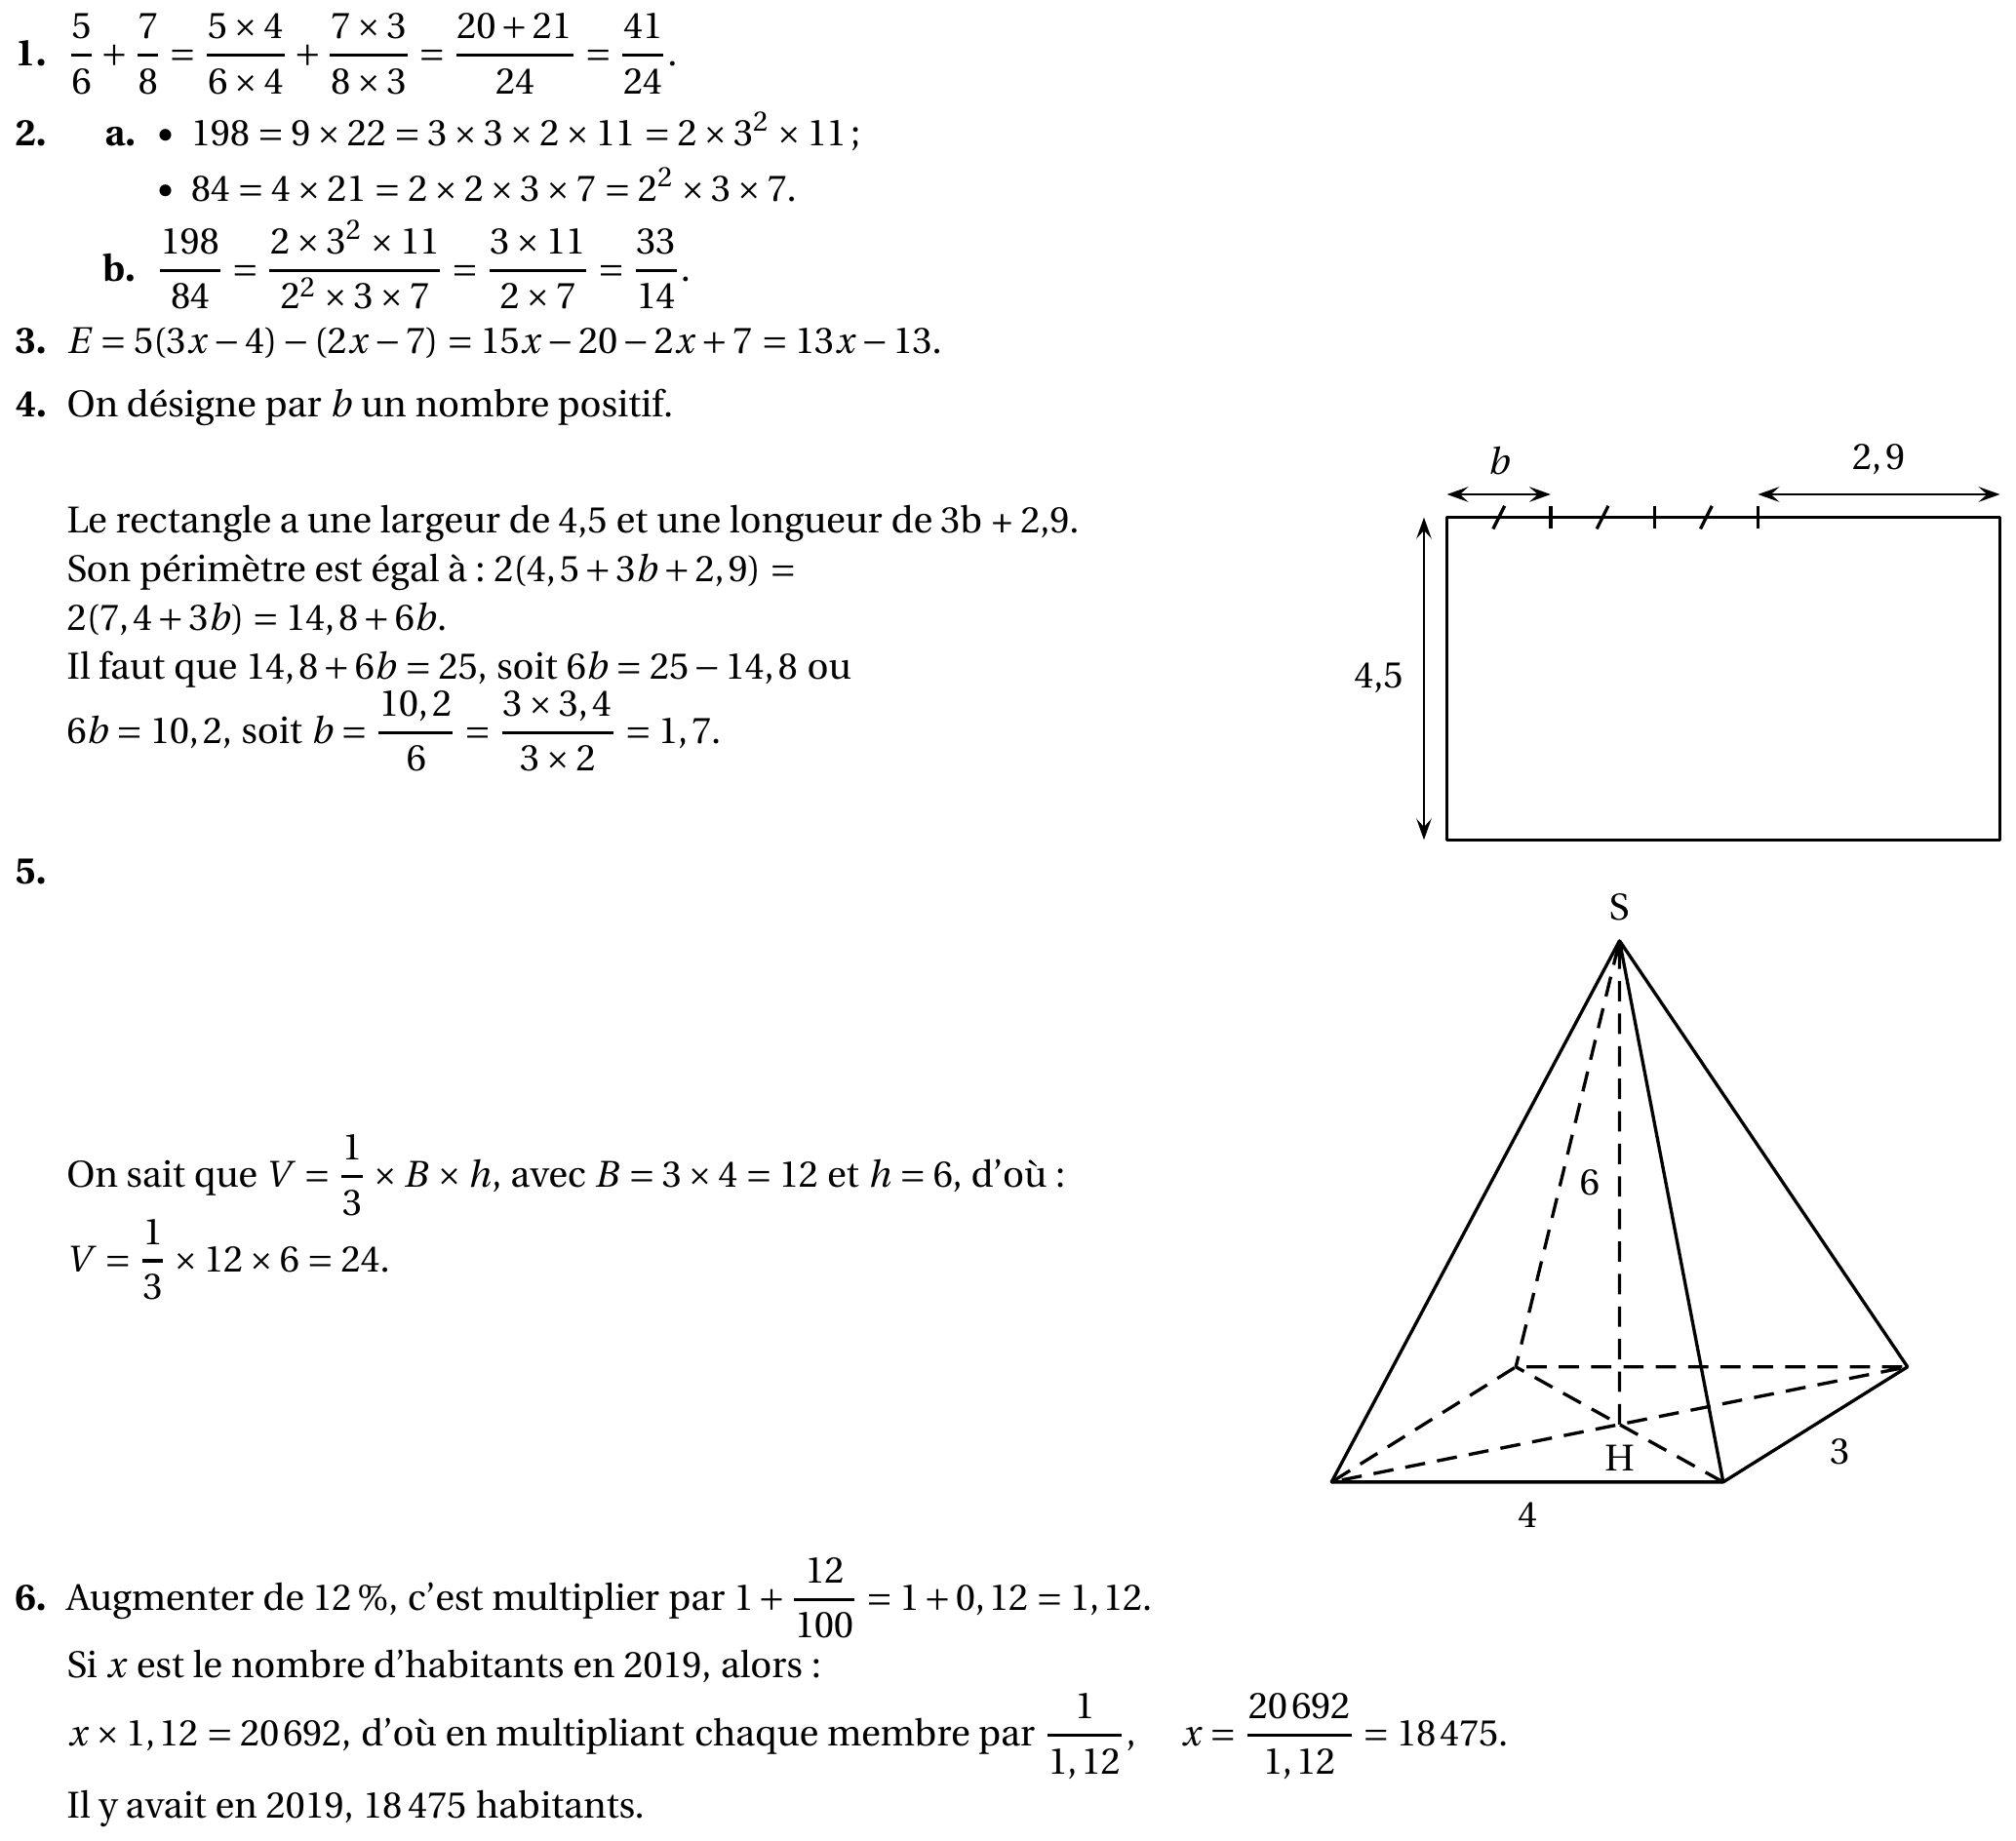 1. 5/6 + 7/8 = (5 × 4)/(6 × 4) + (7 × 3)/(8 × 3) = (20 + 21)/24 = 41/24.
2. a. • 198 = 9 × 22 = 3 × 3 × 2 × 11 = 2 × 3² × 11 ;
• 84 = 4 × 21 = 2 × 2 × 3 × 7 = 2² × 3 × 7.
b. 198/84 = (2 × 3² × 11)/(2² × 3 × 7) = (3 × 11)/(2 × 7) = 33/14.
3. E = 5(3x − 4) − (2x − 7) = 15x − 20 − 2x + 7 = 13x − 13.
4. On désigne par b un nombre positif.
b
2,9
Le rectangle a une largeur de 4,5 et une longueur de 3b + 2,9.
Son périmètre est égal à : 2(4,5 + 3b + 2,9) =
2(7,4 + 3b) = 14,8 + 6b.
Il faut que 14,8 + 6b = 25, soit 6b = 25 − 14,8 ou
6b = 10,2, soit b = 10,2/6 = (3 × 3,4)/(3 × 2) = 1,7.
4,5
5.
S
On sait que V = 1/3 × B × h, avec B = 3 × 4 = 12 et h = 6, d'où :
V = 1/3 × 12 × 6 = 24.
6
H
3
4
6. Augmenter de 12 %, c'est multiplier par 1 + 12/100 = 1 + 0,12 = 1,12.
Si x est le nombre d'habitants en 2019, alors :
x × 1,12 = 20 692, d'où en multipliant chaque membre par 1/1,12, x = 20 692/1,12 = 18 475.
Il y avait en 2019, 18 475 habitants.